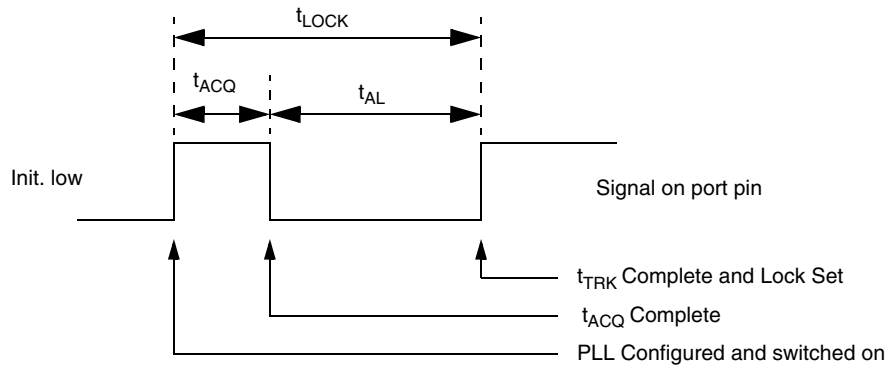 tLOCK
tACQ
tAL
Init. low
Signal on port pin
tTRK Complete and Lock Set
tACQ Complete
PLL Configured and switched on